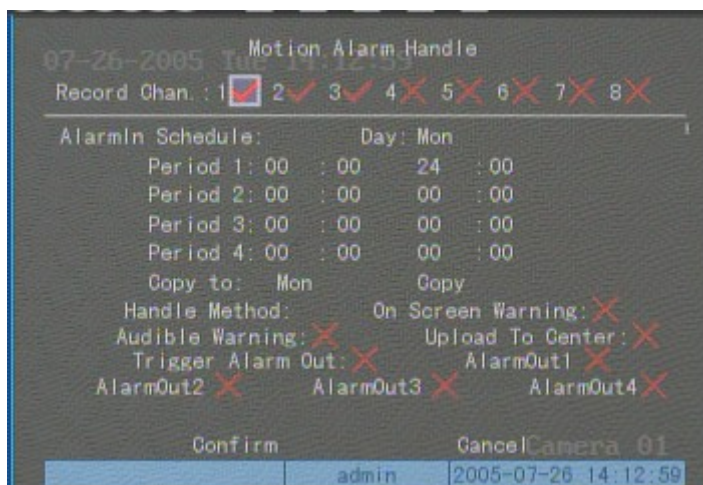 07-26-2005 Tue 14:12:59
Motion Alarm Handle
Record Chan.: 1 2 3 4 5 6 7 8
AlarmIn Schedule: Day: Mon
Period 1: 00 : 00 24 : 00
Period 2: 00 : 00 00 : 00
Period 3: 00 : 00 00 : 00
Period 4: 00 : 00 00 : 00
Copy to: Mon Copy
Handle Method: On Screen Warning:
Audible Warning: Upload To Center:
Trigger Alarm Out: AlarmOut1
AlarmOut2 AlarmOut3 AlarmOut4
Confirm Cancel
Camera 01
admin 2005-07-26 14:12:59